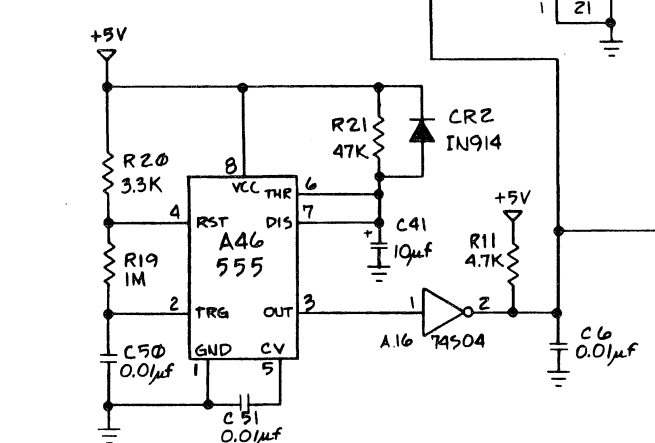 1 21
+5V
R20
3.3K
8
VCC
THR
6
R21
47K
CR2
IN914
4
RST
DIS
7
A46
555
+
C41
10µf
+5V
R11
4.7K
R19
1M
2
TRG
OUT
3
1
2
A16
74S04
C50
0.01µf
GND
CV
1
5
C51
0.01µf
C6
0.01µf